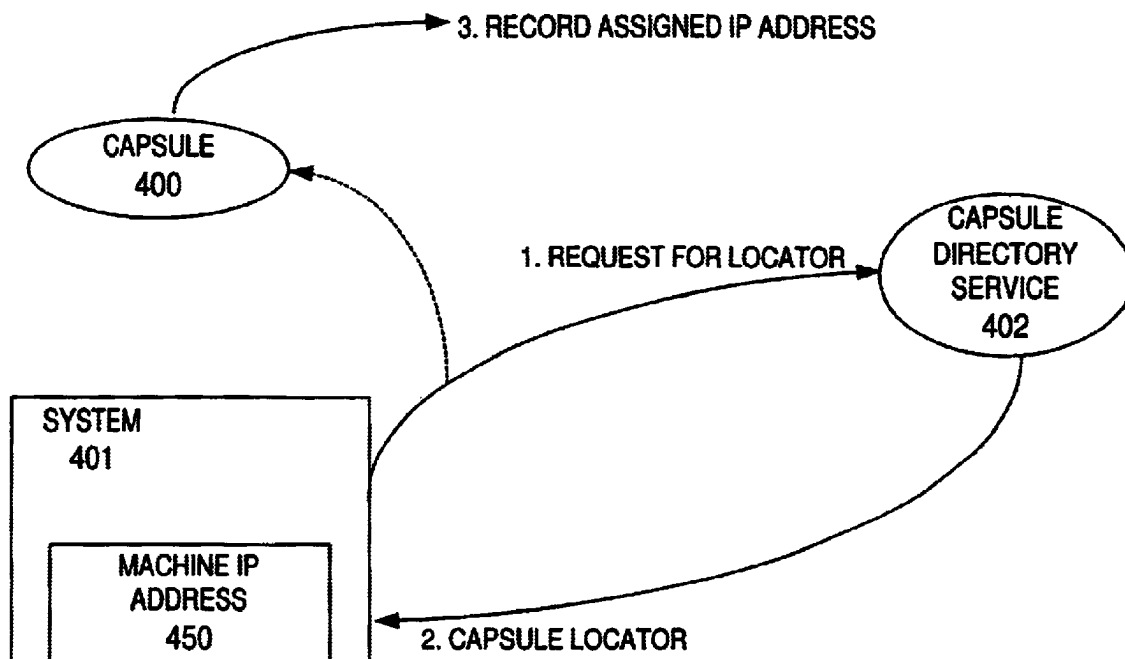 3. RECORD ASSIGNED IP ADDRESS
CAPSULE
400
1. REQUEST FOR LOCATOR
CAPSULE
DIRECTORY
SERVICE
402
SYSTEM
401
MACHINE IP
ADDRESS
450
2. CAPSULE LOCATOR